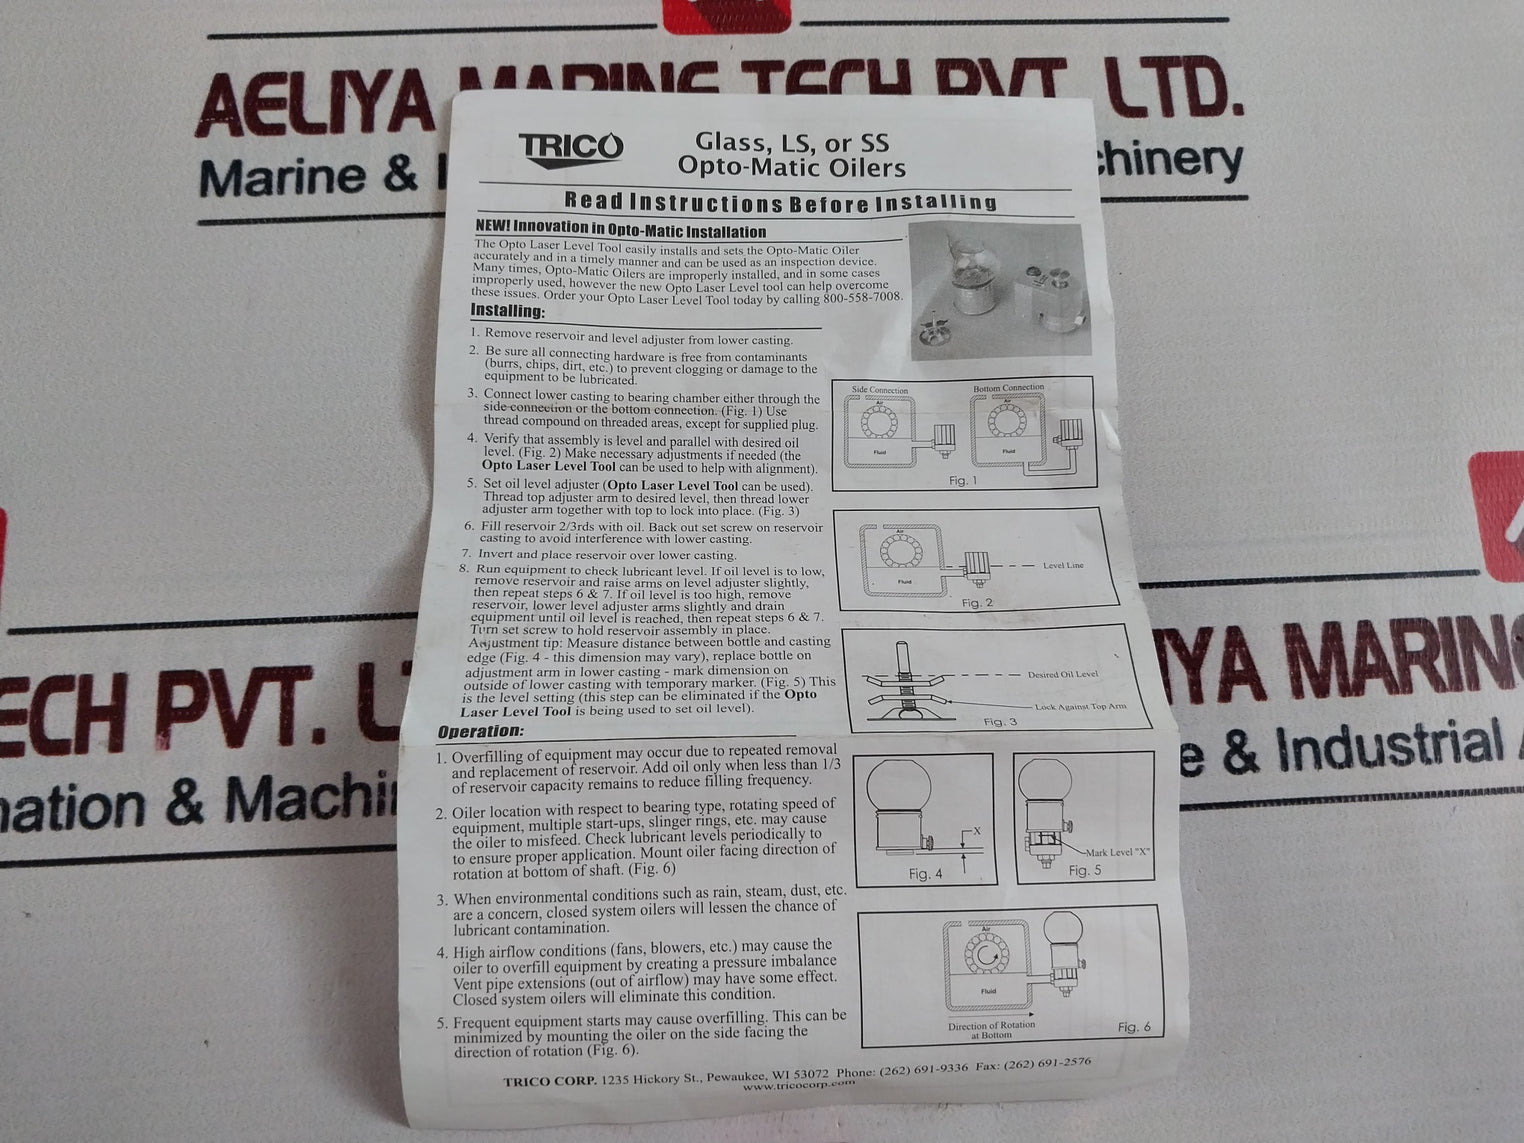 AELIYA MARINE TECH PVT. LTD.
Marine & I
chinery
TRICO
Glass, LS, or SS
Opto-Matic Oilers
Read Instructions Before Installing
NEW! Innovation in Opto-Matic Installation
The Opto Laser Level Tool easily installs and sets the Opto-Matic Oiler
accurately and in a timely manner and can be used as an inspection device.
Many times, Opto-Matic Oilers are improperly installed, and in some cases
improperly used, however the new Opto Laser Level tool can help overcome
these issues. Order your Opto Laser Level Tool today by calling 800-558-7008.
Installing:
1. Remove reservoir and level adjuster from lower casting.
2. Be sure all connecting hardware is free from contaminants
(burrs, chips, dirt, etc.) to prevent clogging or damage to the
equipment to be lubricated.
3. Connect lower casting to bearing chamber either through the
side connection or the bottom connection. (Fig. 1) Use
thread compound on threaded areas, except for supplied plug.
4. Verify that assembly is level and parallel with desired oil
level. (Fig. 2) Make necessary adjustments if needed (the
Opto Laser Level Tool can be used to help with alignment).
5. Set oil level adjuster (Opto Laser Level Tool can be used).
Thread top adjuster arm to desired level, then thread lower
adjuster arm together with top to lock into place. (Fig. 3)
6. Fill reservoir 2/3rds with oil. Back out set screw on reservoir
casting to avoid interference with lower casting.
7. Invert and place reservoir over lower casting.
8. Run equipment to check lubricant level. If oil level is to low,
remove reservoir and raise arms on level adjuster slightly,
then repeat steps 6 & 7. If oil level is too high, remove
reservoir, lower level adjuster arms slightly and drain
equipment until oil level is reached, then repeat steps 6 & 7.
Turn set screw to hold reservoir assembly in place.
Adjustment tip: Measure distance between bottle and casting
edge (Fig. 4 - this dimension may vary), replace bottle on
adjustment arm in lower casting - mark dimension on
outside of lower casting with temporary marker. (Fig. 5) This
is the level setting (this step can be eliminated if the Opto
Laser Level Tool is being used to set oil level).
Operation:
1. Overfilling of equipment may occur due to repeated removal
and replacement of reservoir. Add oil only when less than 1/3
of reservoir capacity remains to reduce filling frequency.
2. Oiler location with respect to bearing type, rotating speed of
equipment, multiple start-ups, slinger rings, etc. may cause
the oiler to misfeed. Check lubricant levels periodically to
to ensure proper application. Mount oiler facing direction of
rotation at bottom of shaft. (Fig. 6)
3. When environmental conditions such as rain, steam, dust, etc.
are a concern, closed system oilers will lessen the chance of
lubricant contamination.
4. High airflow conditions (fans, blowers, etc.) may cause the
oiler to overfill equipment by creating a pressure imbalance
Vent pipe extensions (out of airflow) may have some effect.
Closed system oilers will eliminate this condition.
5. Frequent equipment starts may cause overfilling. This can be
minimized by mounting the oiler on the side facing the
direction of rotation (Fig. 6).
Side Connection
Bottom Connection
Air
Air
Fluid
Fluid
Fig. 1
Air
Level Line
Fluid
Fig. 2
Desired Oil Level
Lock Against Top Arm
Fig. 3
X
Fig. 4
Mark Level "X"
Fig. 5
Air
Fluid
Direction of Rotation
at Bottom
Fig. 6
TRICO CORP. 1235 Hickory St., Pewaukee, WI 53072 Phone: (262) 691-9336 Fax: (262) 691-2576
www.tricocorp.com
ECH PVT. L
nation & Machi
IYA MARIN
e & Industrial A